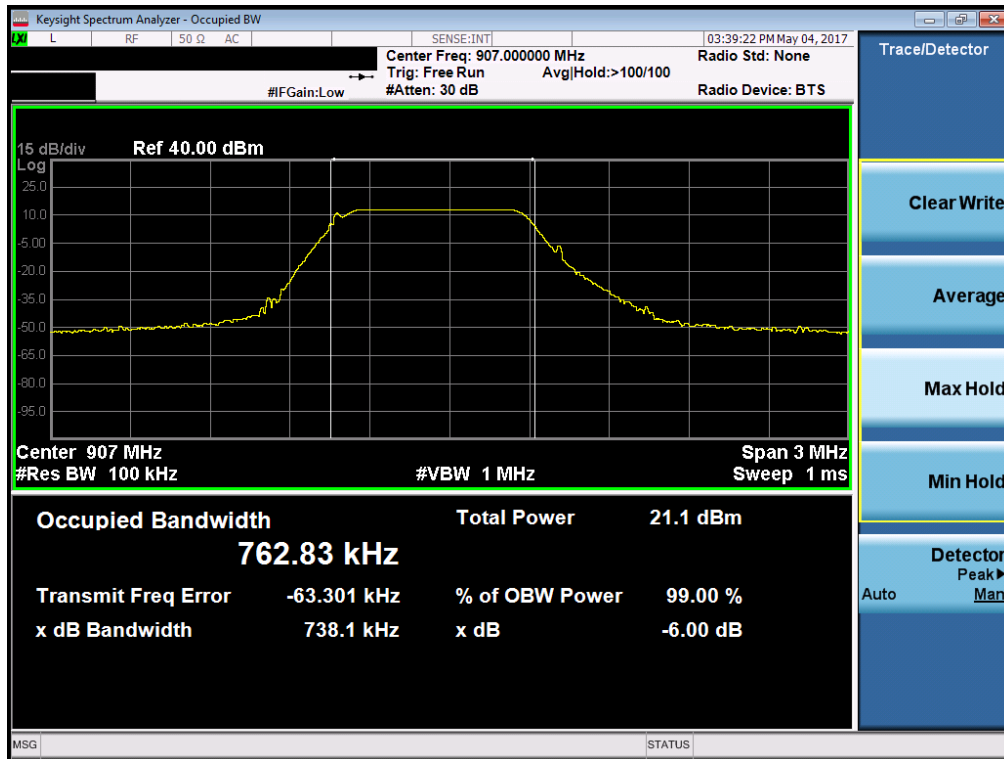 Keysight Spectrum Analyzer - Occupied BW
LXI L RF 50 Ω AC SENSE:INT 03:39:22 PM May 04, 2017
Center Freq: 907.000000 MHz Radio Std: None
Trig: Free Run Avg|Hold:>100/100
#IFGain:Low #Atten: 30 dB Radio Device: BTS
15 dB/div Ref 40.00 dBm
Log
25.0
10.0
-5.00
-20.0
-35.0
-50.0
-65.0
-80.0
-95.0
Center 907 MHz Span 3 MHz
#Res BW 100 kHz #VBW 1 MHz Sweep 1 ms
Occupied Bandwidth Total Power 21.1 dBm
762.83 kHz
Transmit Freq Error -63.301 kHz % of OBW Power 99.00 %
x dB Bandwidth 738.1 kHz x dB -6.00 dB
MSG STATUS
Trace/Detector
Clear Write
Average
Max Hold
Min Hold
Detector
Peak▶
Auto Man